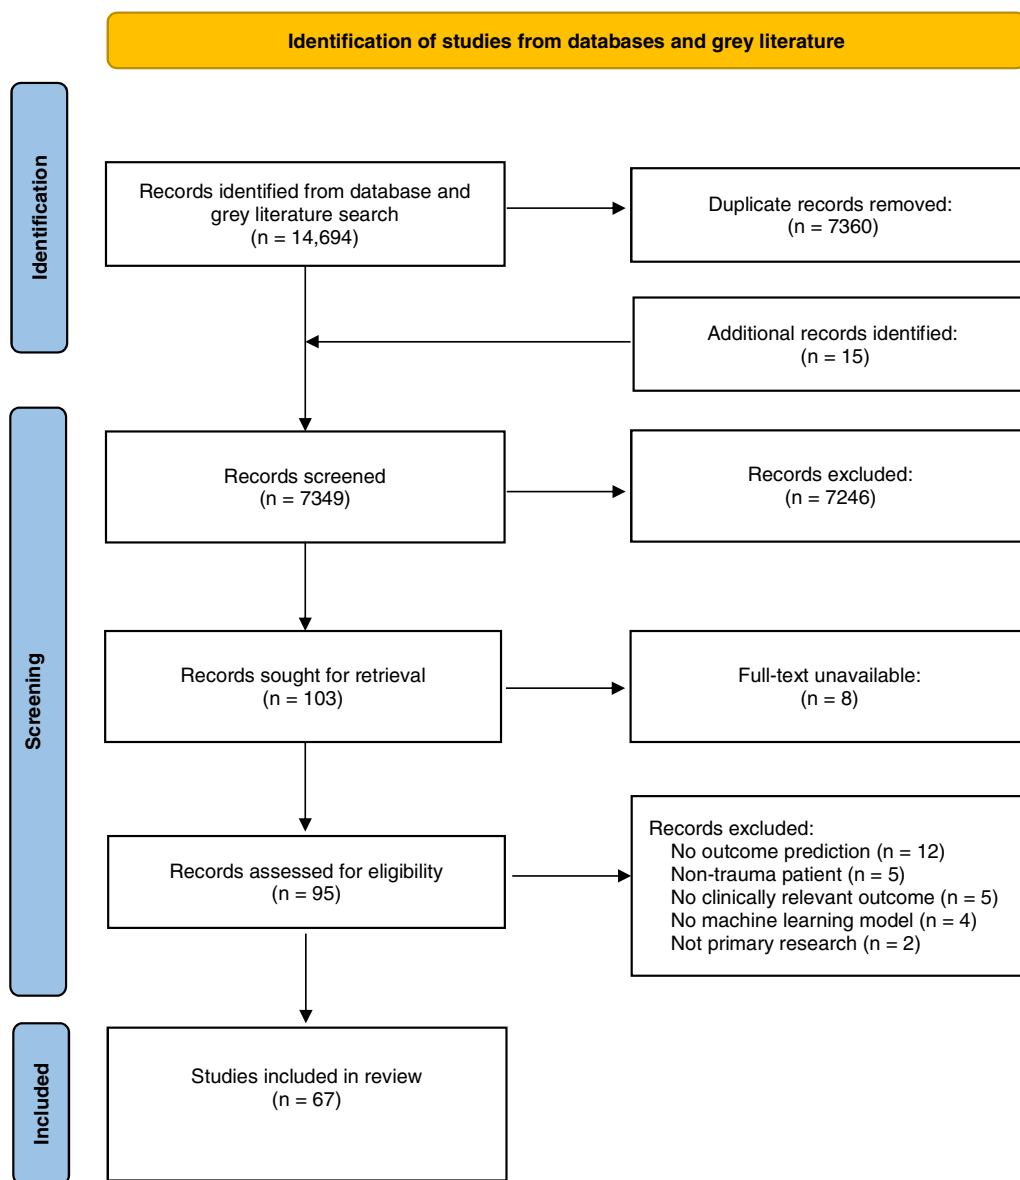 Identification of studies from databases and grey literature
Identification
Records identified from database and
grey literature search
(n = 14,694)
Duplicate records removed:
(n = 7360)
Additional records identified:
(n = 15)
Screening
Records screened
(n = 7349)
Records excluded:
(n = 7246)
Records sought for retrieval
(n = 103)
Full-text unavailable:
(n = 8)
Records assessed for eligibility
(n = 95)
Records excluded:
No outcome prediction (n = 12)
Non-trauma patient (n = 5)
No clinically relevant outcome (n = 5)
No machine learning model (n = 4)
Not primary research (n = 2)
Included
Studies included in review
(n = 67)